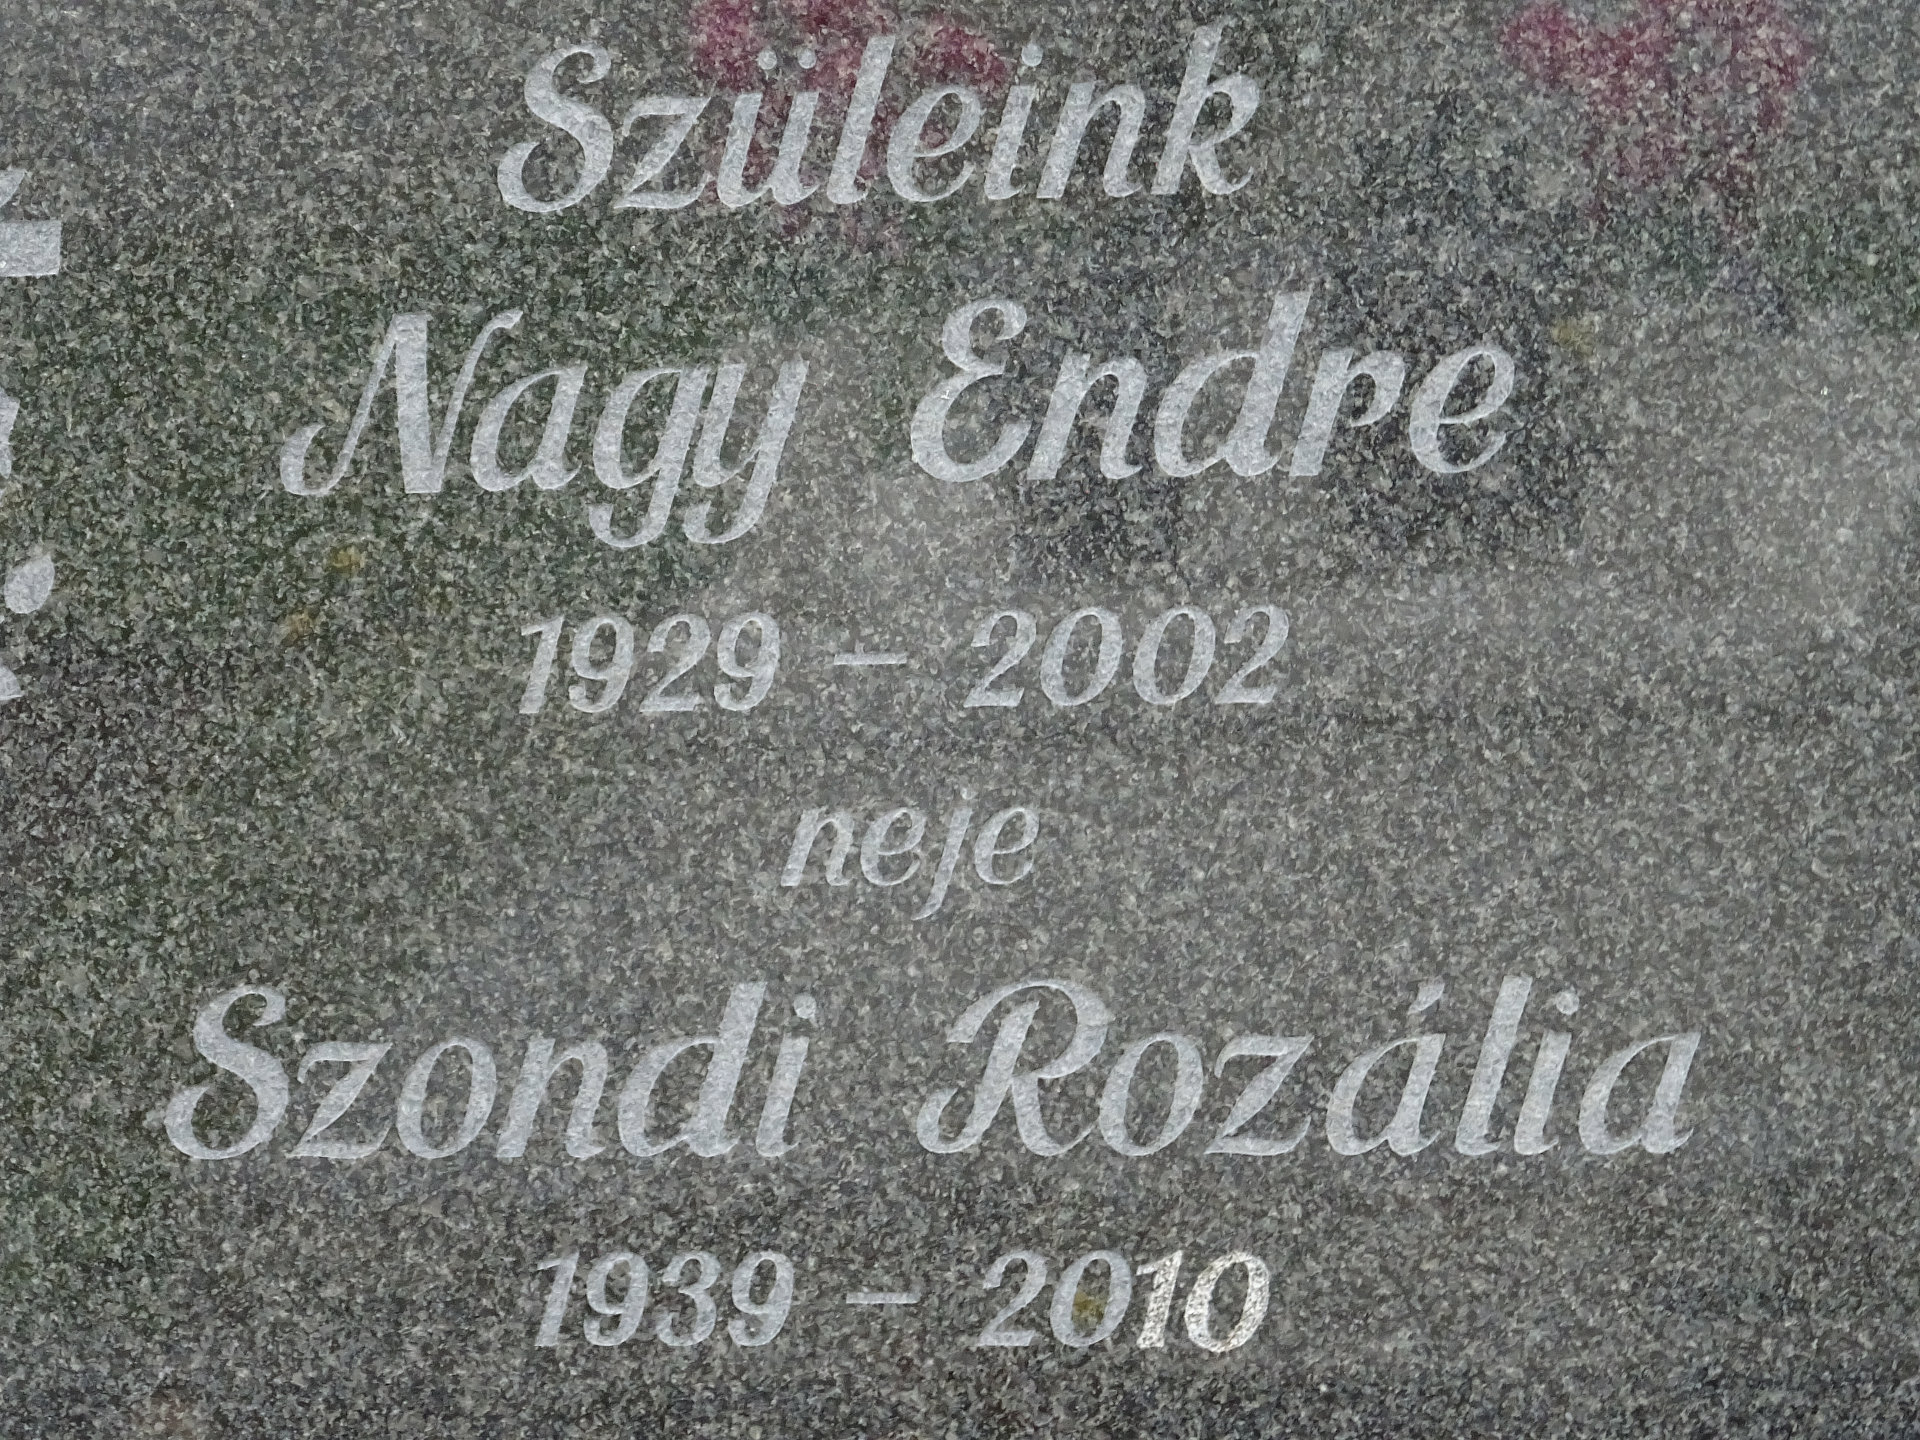 Szüleink
Nagy Endre
1929 – 2002
neje
Szondi Rozália
1939 – 2010